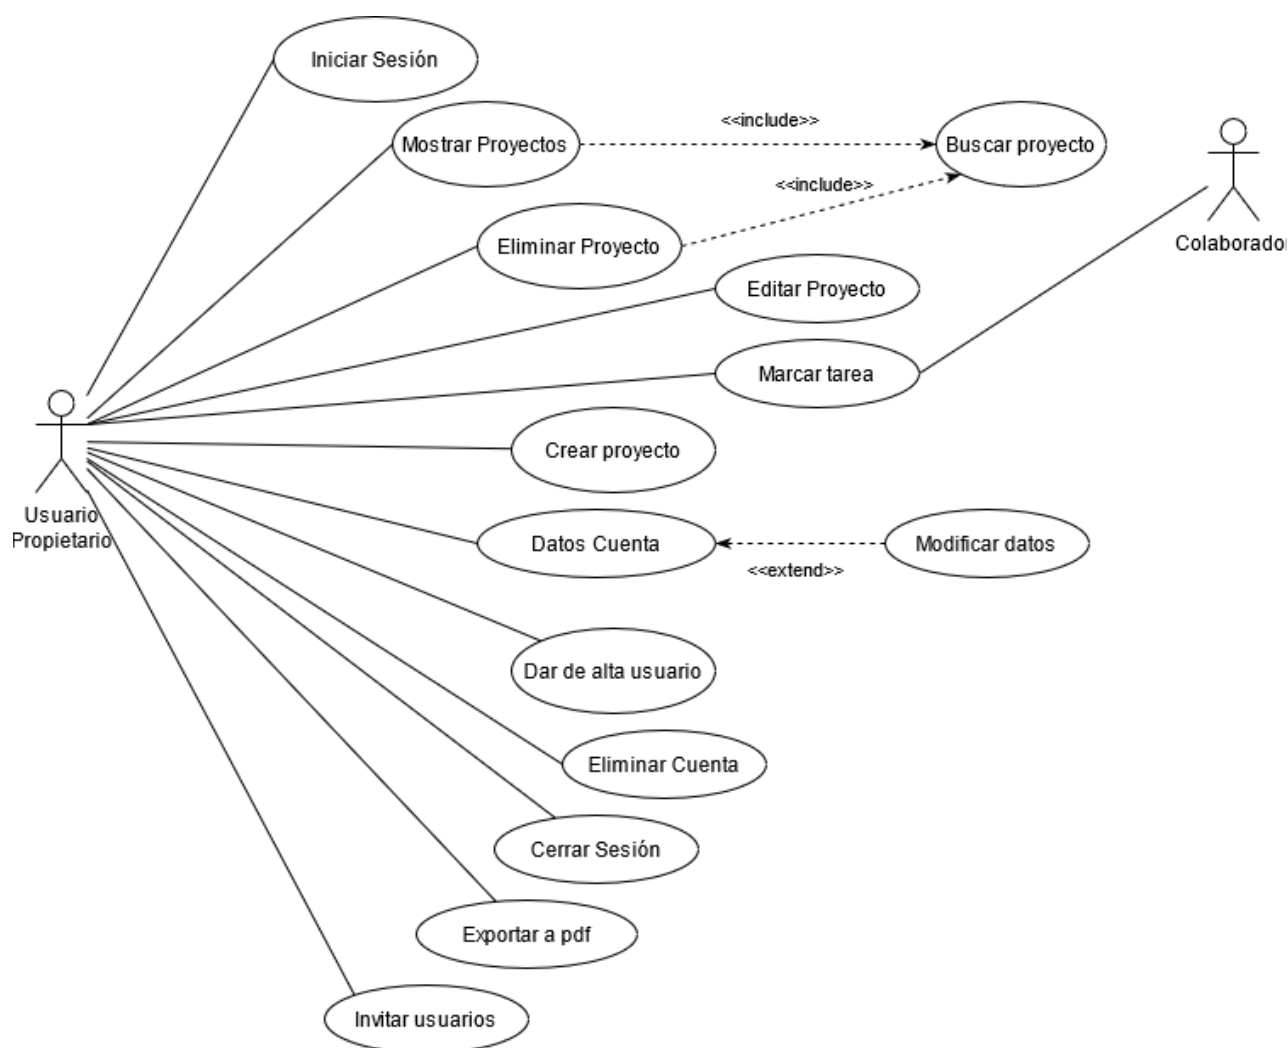 Iniciar Sesión
Mostrar Proyectos
<<include>>
Buscar proyecto
<<include>>
Eliminar Proyecto
Colaborador
Editar Proyecto
Marcar tarea
Crear proyecto
Usuario
Propietario
Datos Cuenta
Modificar datos
<<extend>>
Dar de alta usuario
Eliminar Cuenta
Cerrar Sesión
Exportar a pdf
Invitar usuarios